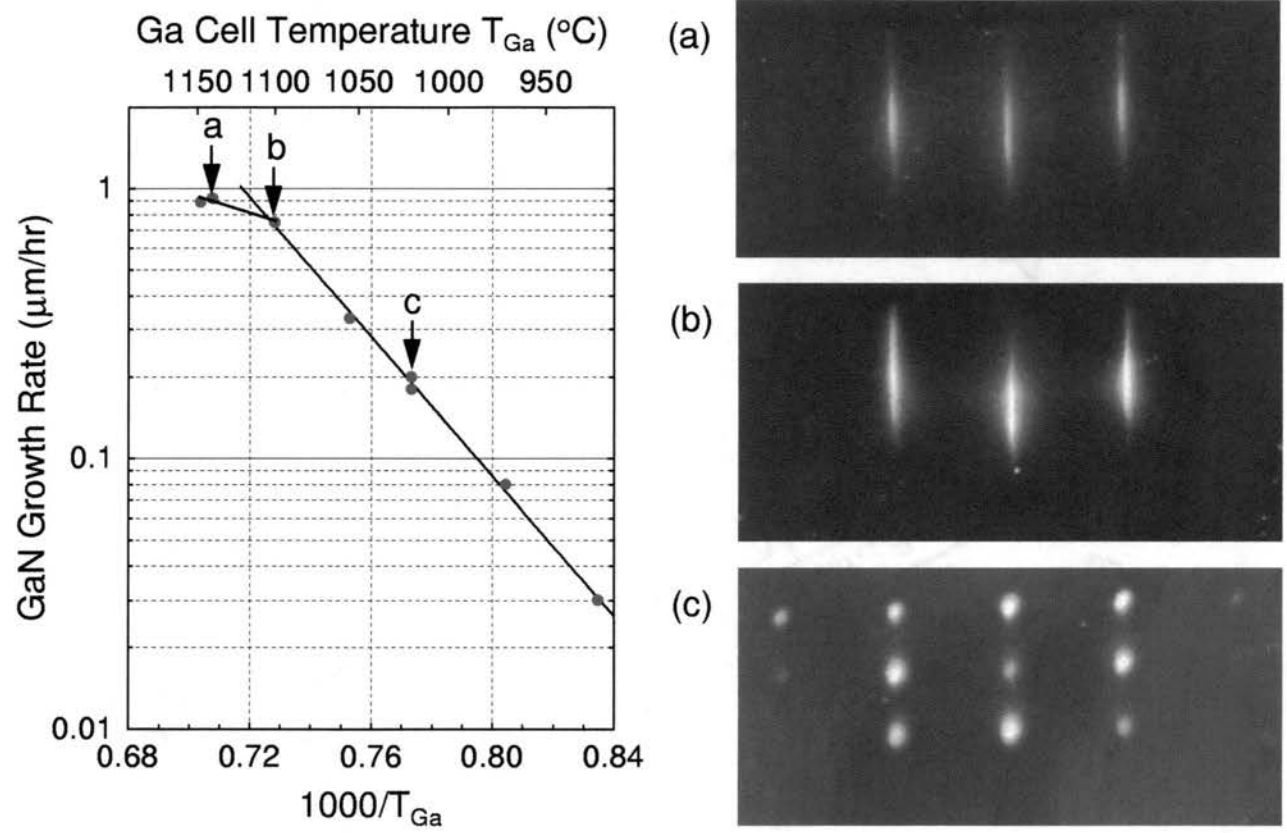 Ga Cell Temperature T_Ga (°C)
1150 1100 1050 1000 950
a
b
c
1
0.1
0.01
GaN Growth Rate (μm/hr)
0.68 0.72 0.76 0.80 0.84
1000/T_Ga
(a)
(b)
(c)